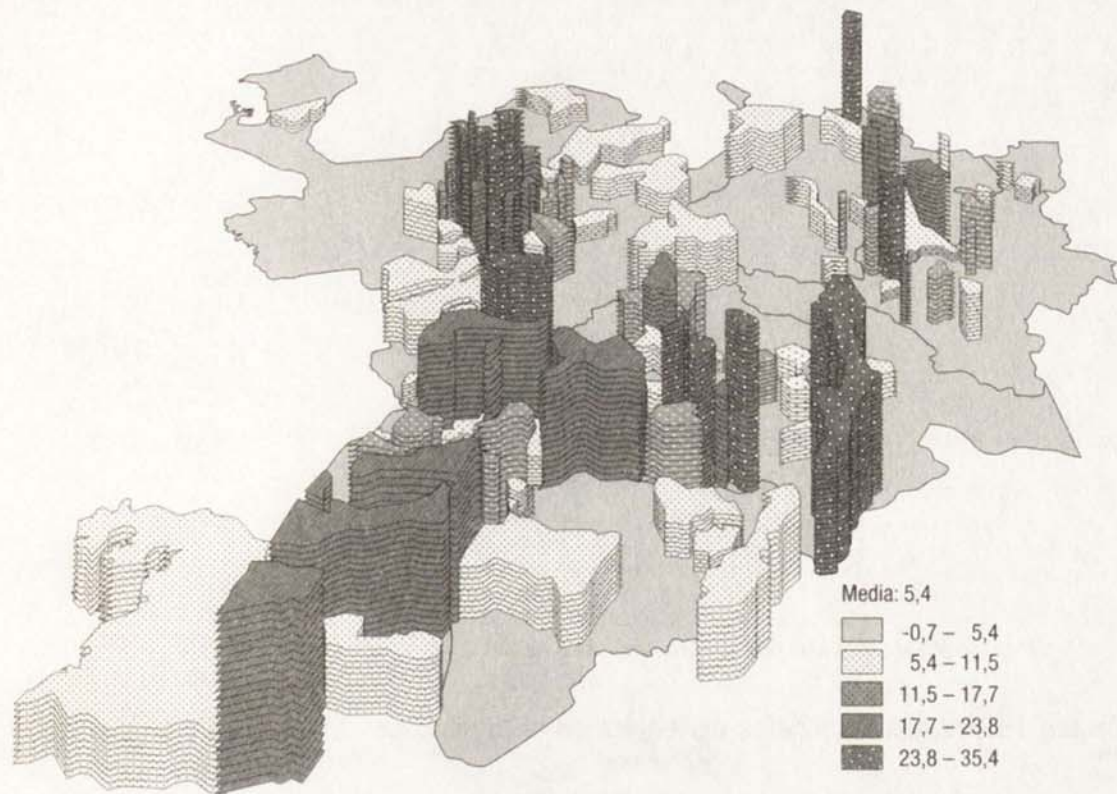 Media: 5,4
-0,7 – 5,4
5,4 – 11,5
11,5 – 17,7
17,7 – 23,8
23,8 – 35,4